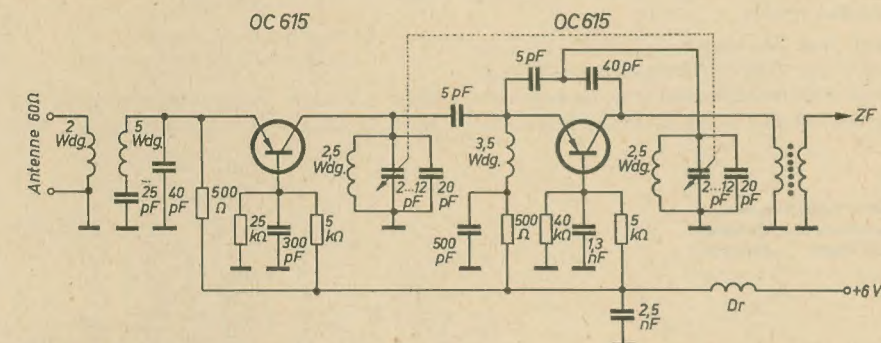 OC 615
OC 615
Antenne 60Ω
2
Wdg.
5
Wdg.
25
pF
40
pF
500
Ω
25
kΩ
300
pF
5
kΩ
2,5
Wdg.
2...12
pF
20
pF
5 pF
5 pF
40 pF
3,5
Wdg.
500
pF
500
Ω
40
kΩ
1,3
nF
5
kΩ
2,5
Wdg.
2...12
pF
20
pF
ZF
Dr
+6 V
2,5
nF